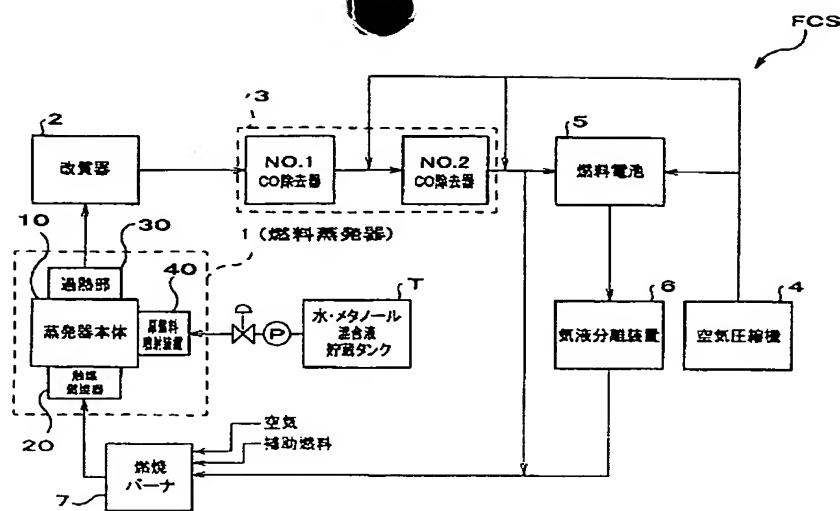 FCS
3
2
改質器
NO.1
CO除去器
NO.2
CO除去器
5
燃料電池
10
30
1(燃料蒸発器)
過熱部
40
蒸発器本体
原燃料
噴射装置
P
T
水・メタノール
混合液
貯蔵タンク
6
気液分離装置
4
空気圧縮機
触媒
燃焼器
20
空気
補助燃料
燃焼
バーナ
7